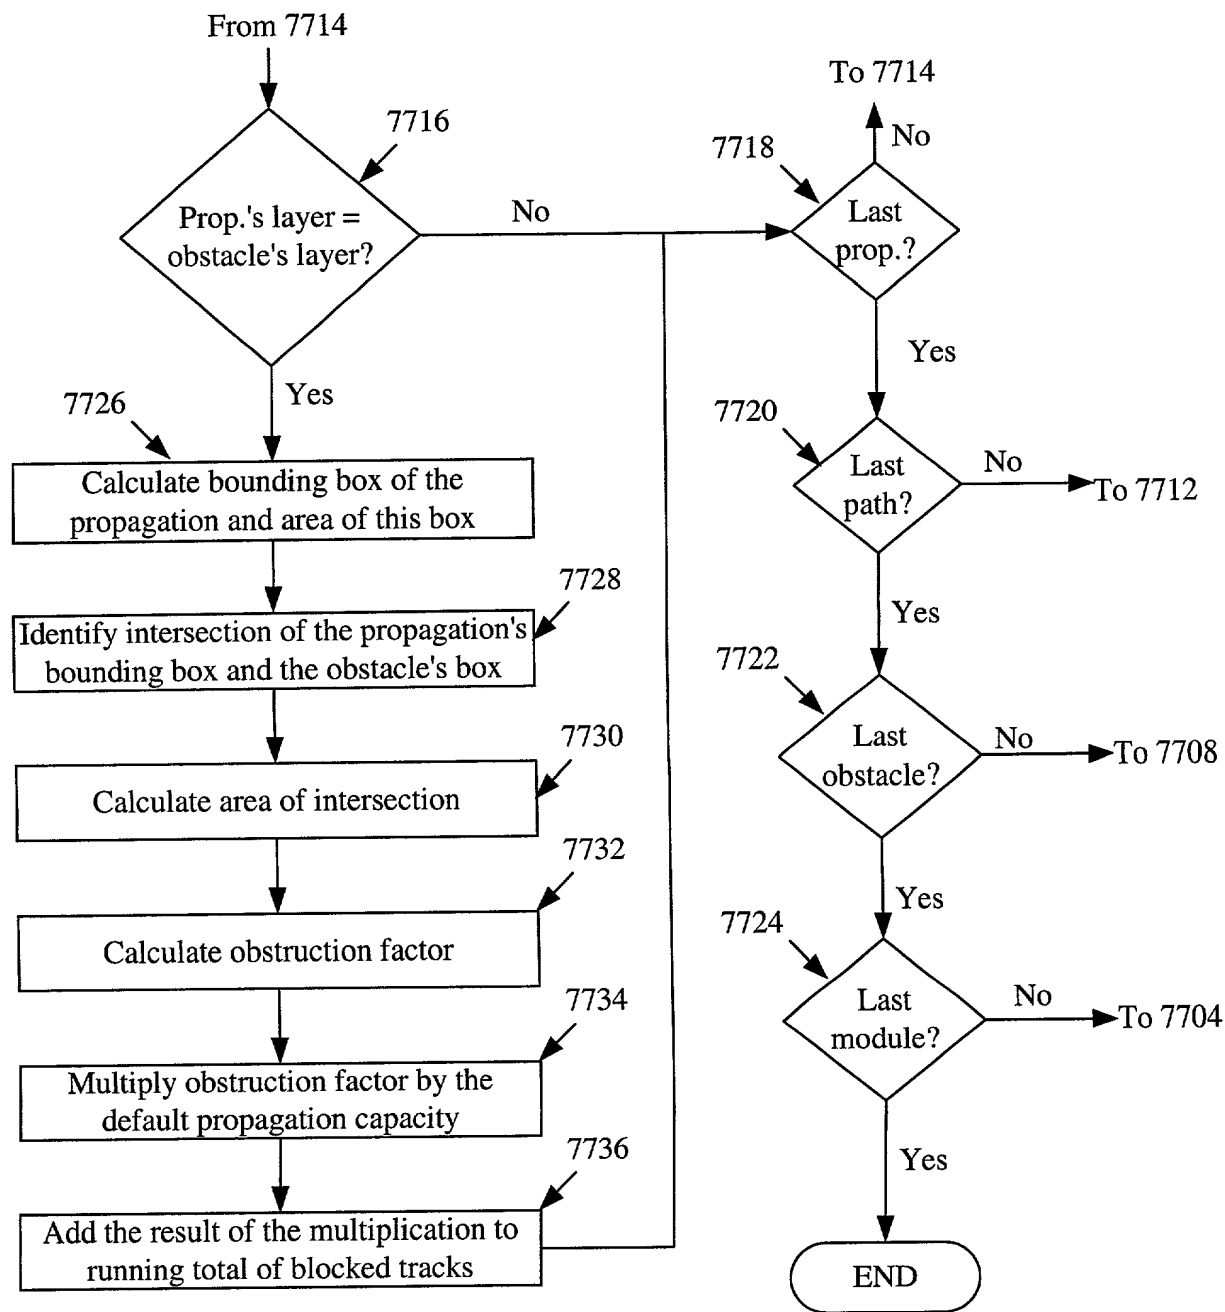 From 7714
7716
Prop.'s layer =
obstacle's layer?
No
Yes
7726
Calculate bounding box of the
propagation and area of this box
7728
Identify intersection of the propagation's
bounding box and the obstacle's box
7730
Calculate area of intersection
7732
Calculate obstruction factor
7734
Multiply obstruction factor by the
default propagation capacity
7736
Add the result of the multiplication to
running total of blocked tracks
To 7714
No
7718
Last
prop.?
Yes
7720
Last
path?
No
To 7712
Yes
7722
Last
obstacle?
No
To 7708
Yes
7724
Last
module?
No
To 7704
Yes
END